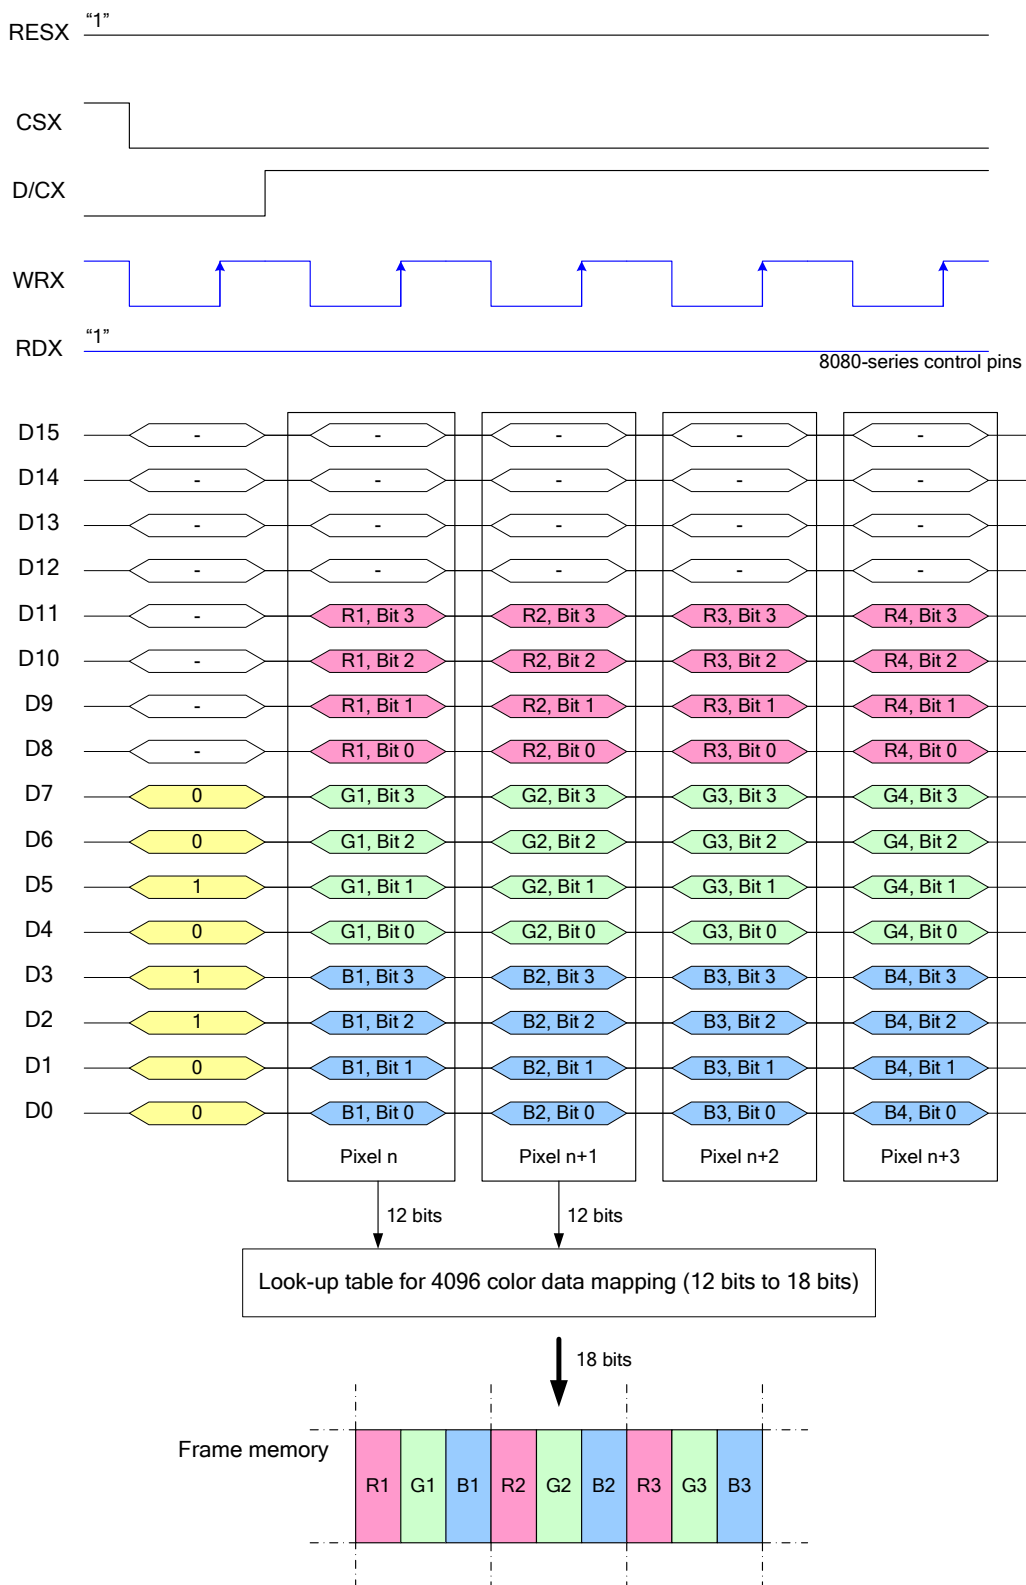 RESX “1”
CSX
D/CX
WRX
RDX “1”
8080-series control pins
D15 - - - - -
D14 - - - - -
D13 - - - - -
D12 - - - - -
D11 - R1, Bit 3 R2, Bit 3 R3, Bit 3 R4, Bit 3
D10 - R1, Bit 2 R2, Bit 2 R3, Bit 2 R4, Bit 2
D9 - R1, Bit 1 R2, Bit 1 R3, Bit 1 R4, Bit 1
D8 - R1, Bit 0 R2, Bit 0 R3, Bit 0 R4, Bit 0
D7 0 G1, Bit 3 G2, Bit 3 G3, Bit 3 G4, Bit 3
D6 0 G1, Bit 2 G2, Bit 2 G3, Bit 2 G4, Bit 2
D5 1 G1, Bit 1 G2, Bit 1 G3, Bit 1 G4, Bit 1
D4 0 G1, Bit 0 G2, Bit 0 G3, Bit 0 G4, Bit 0
D3 1 B1, Bit 3 B2, Bit 3 B3, Bit 3 B4, Bit 3
D2 1 B1, Bit 2 B2, Bit 2 B3, Bit 2 B4, Bit 2
D1 0 B1, Bit 1 B2, Bit 1 B3, Bit 1 B4, Bit 1
D0 0 B1, Bit 0 B2, Bit 0 B3, Bit 0 B4, Bit 0
Pixel n Pixel n+1 Pixel n+2 Pixel n+3
12 bits 12 bits
Look-up table for 4096 color data mapping (12 bits to 18 bits)
18 bits
Frame memory
R1 G1 B1 R2 G2 B2 R3 G3 B3